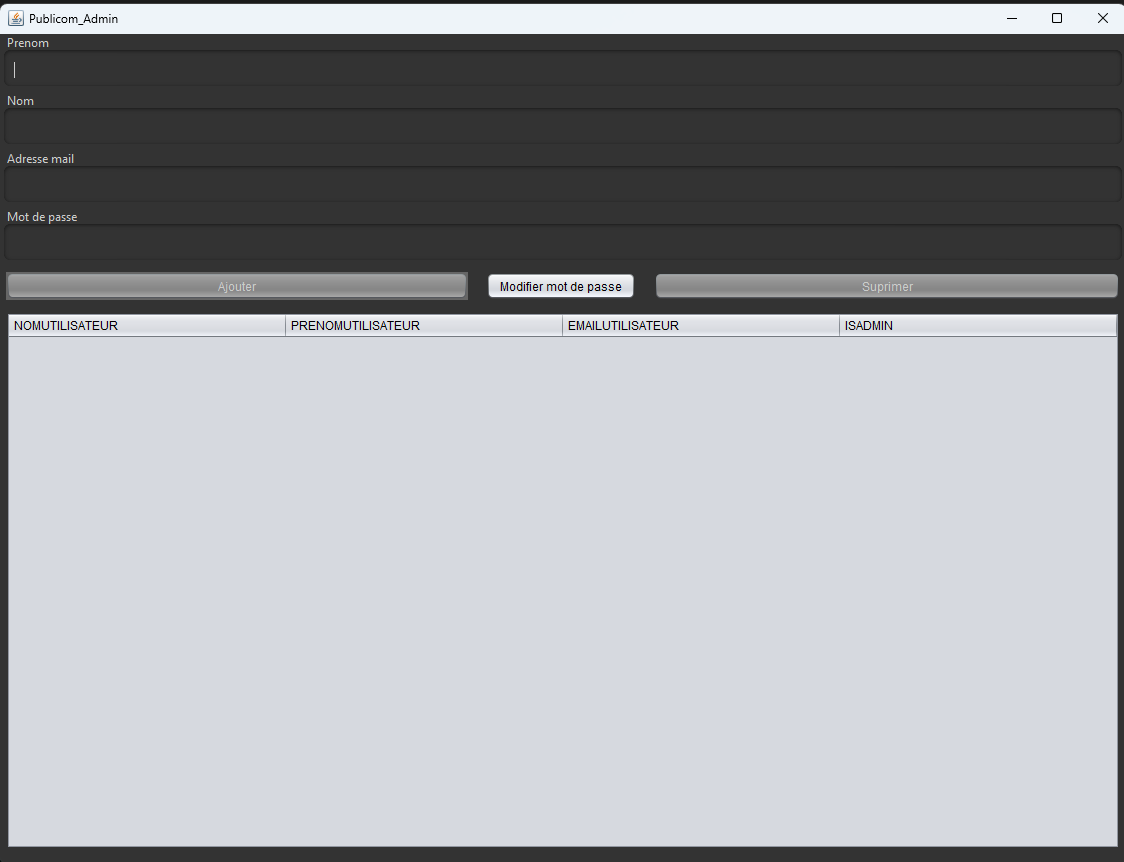 Publicom_Admin
Prenom
Nom
Adresse mail
Mot de passe
Ajouter Modifier mot de passe Suprimer
NOMUTILISATEUR PRENOMUTILISATEUR EMAILUTILISATEUR ISADMIN